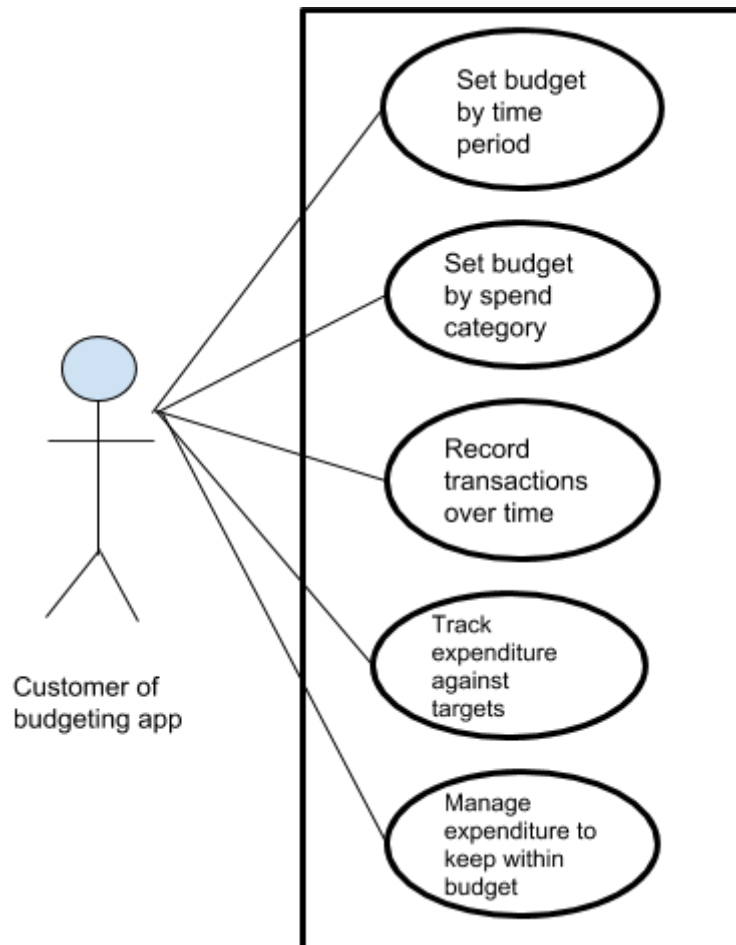 Set budget
by time
period
Set budget
by spend
category
Record
transactions
over time
Track
expenditure
against
targets
Customer of
budgeting app
Manage
expenditure to
keep within
budget